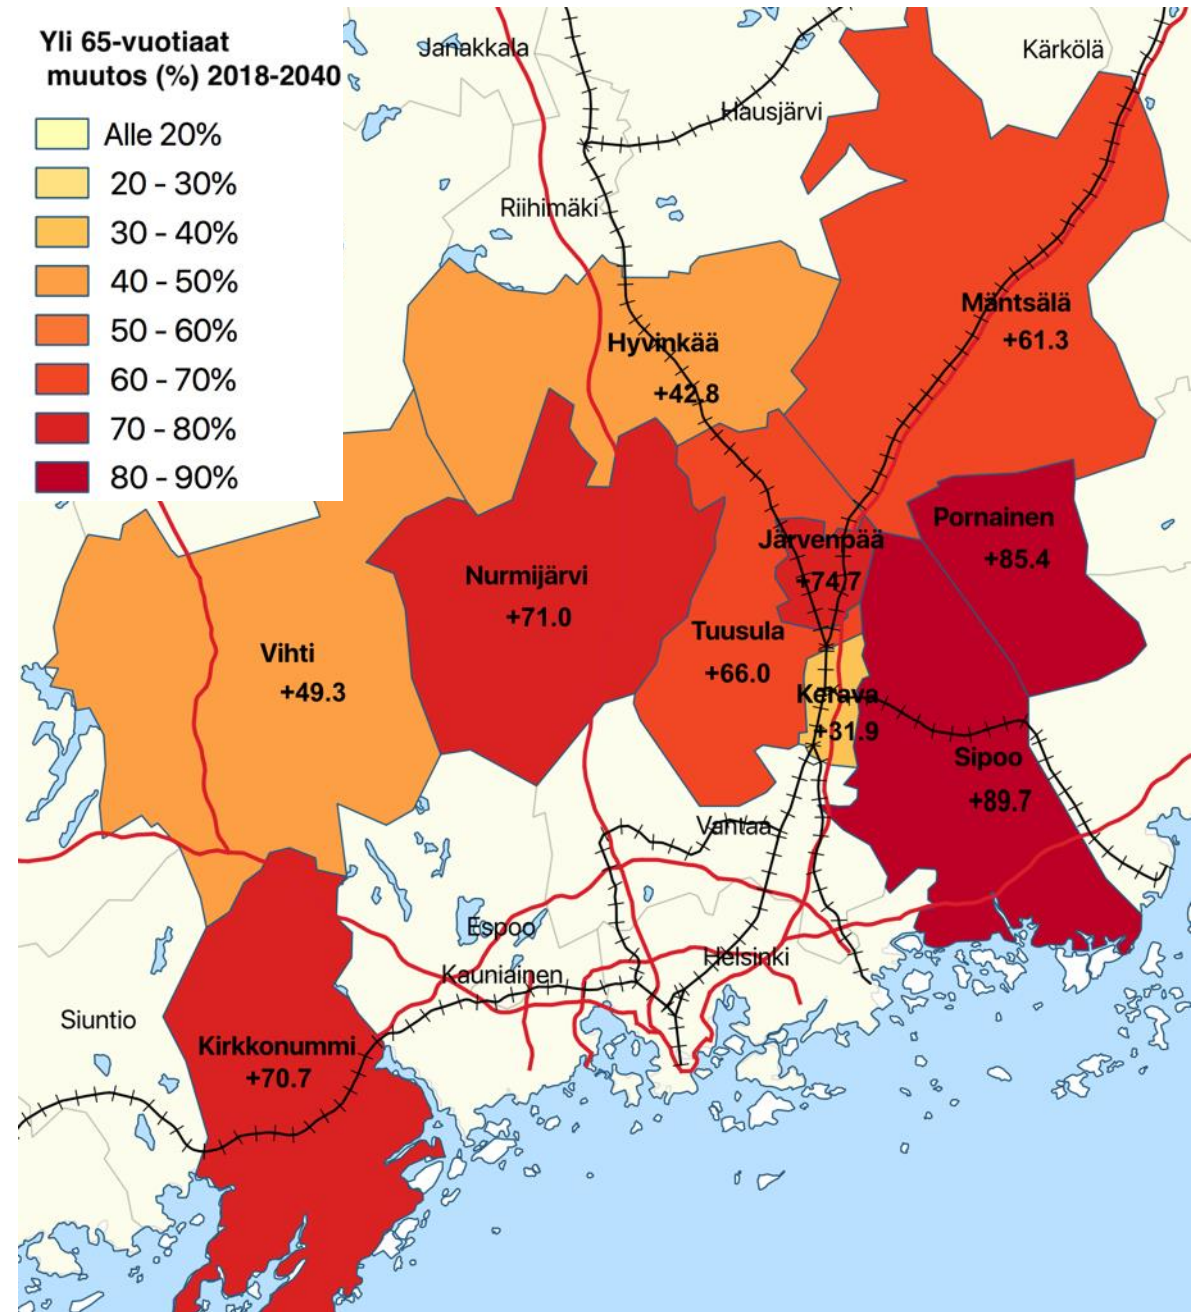 Yli 65-vuotiaat
muutos (%) 2018-2040
Alle 20%
20 - 30%
30 - 40%
40 - 50%
50 - 60%
60 - 70%
70 - 80%
80 - 90%
Janakkala
Kärkölä
Hausjärvi
Riihimäki
Mäntsälä
+61.3
Hyvinkää
+42.8
Pornainen
+85.4
Järvenpää
+74.7
Nurmijärvi
+71.0
Tuusula
+66.0
Vihti
+49.3
Kerava
+31.9
Sipoo
+89.7
Vantaa
Espoo
Helsinki
Kauniainen
Siuntio
Kirkkonummi
+70.7